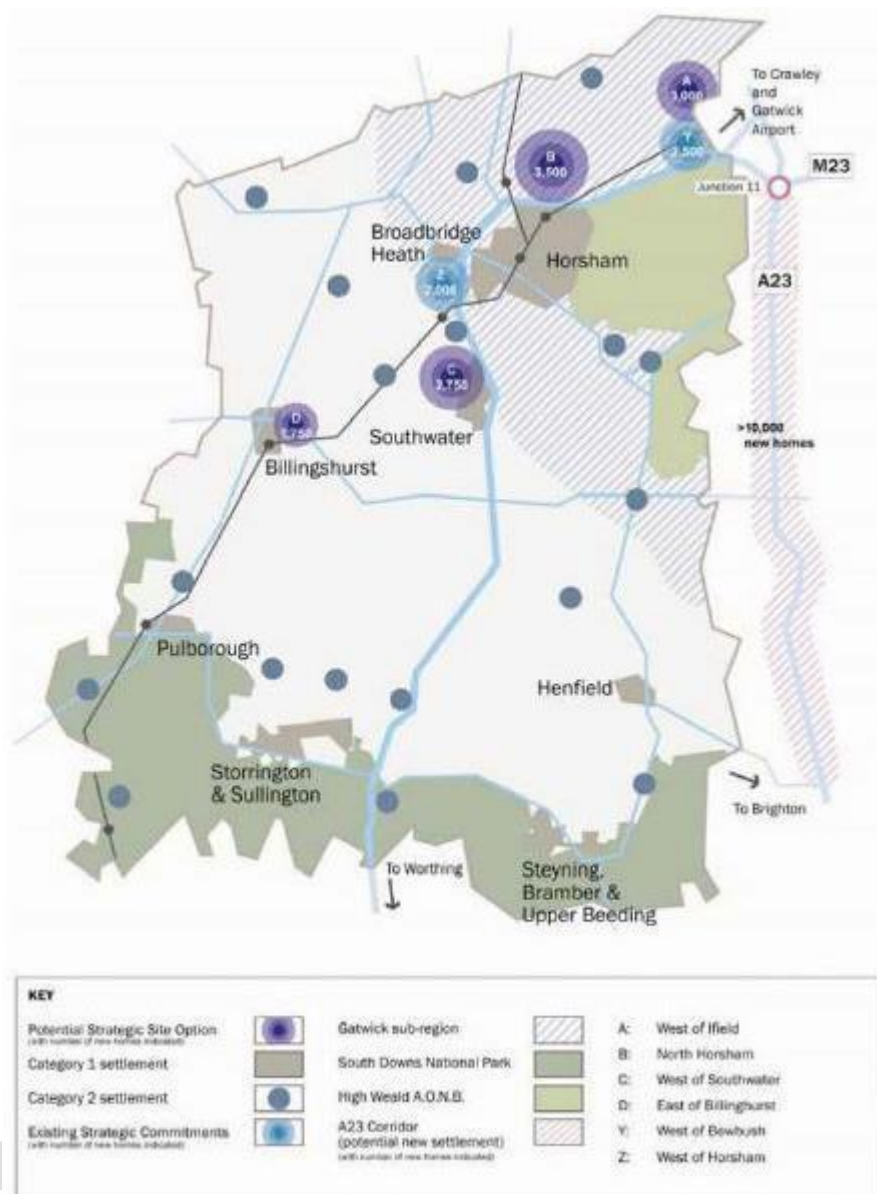 A
3,000
To Crawley
and
Gatwick
Airport
Y
2,500
B
3,500
M23
Junction 11
Broadbridge
Heath
Horsham
Z
2,000
A23
C
2,750
D
1,750
Southwater
>10,000
new homes
Billingshurst
Pulborough
Henfield
Storrington
& Sullington
To Brighton
To Worthing
Steyning,
Bramber &
Upper Beeding
KEY
Potential Strategic Site Option
(with number of new homes indicated)
Category 1 settlement
Category 2 settlement
Existing Strategic Commitments
(with number of new homes indicated)
Gatwick sub-region
South Downs National Park
High Weald A.O.N.B.
A23 Corridor
(potential new settlement)
(with number of new homes indicated)
A: West of Ifield
B: North Horsham
C: West of Southwater
D: East of Billinghurst
Y: West of Bewbush
Z: West of Horsham